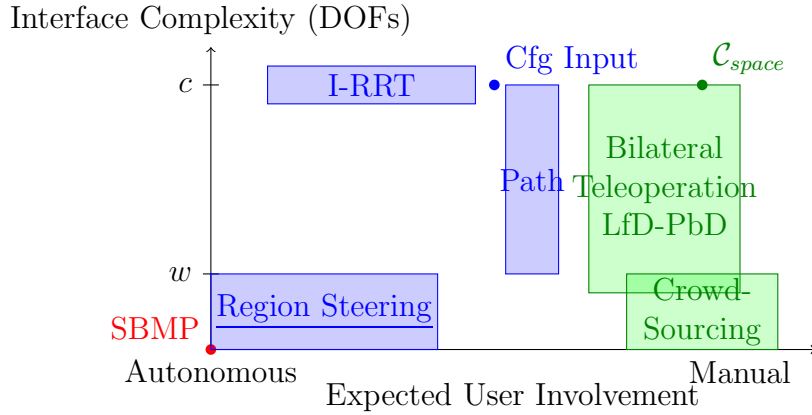 Interface Complexity (DOFs)
Cfg Input
𝒞space
c
I-RRT
Bilateral
Path
Teleoperation
LfD-PbD
w
Region Steering
Crowd-
Sourcing
SBMP
Autonomous
Manual
Expected User Involvement